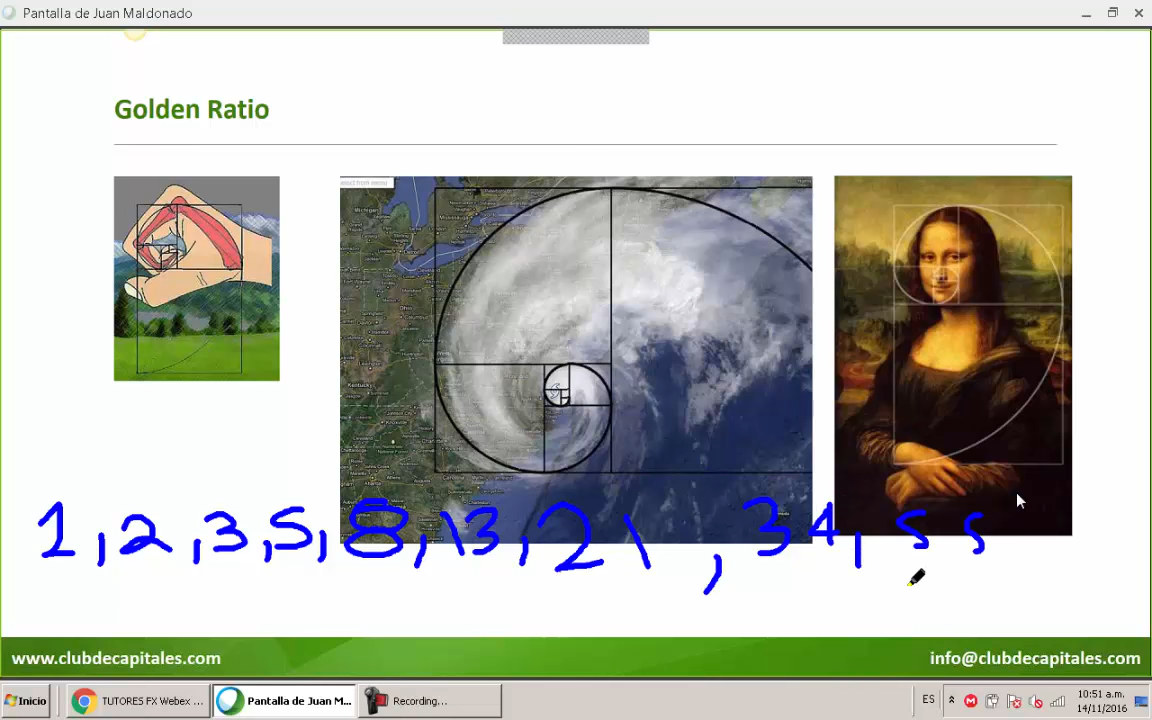 Pantalla de Juan Maldonado
Golden Ratio
1, 2, 3, 5, 8, 13, 21, 34, 55
www.clubdecapitales.com
info@clubdecapitales.com
Inicio
TUTORES FX Webex ...
Pantalla de Juan M...
Recording...
ES
10:51 a.m.
14/11/2016